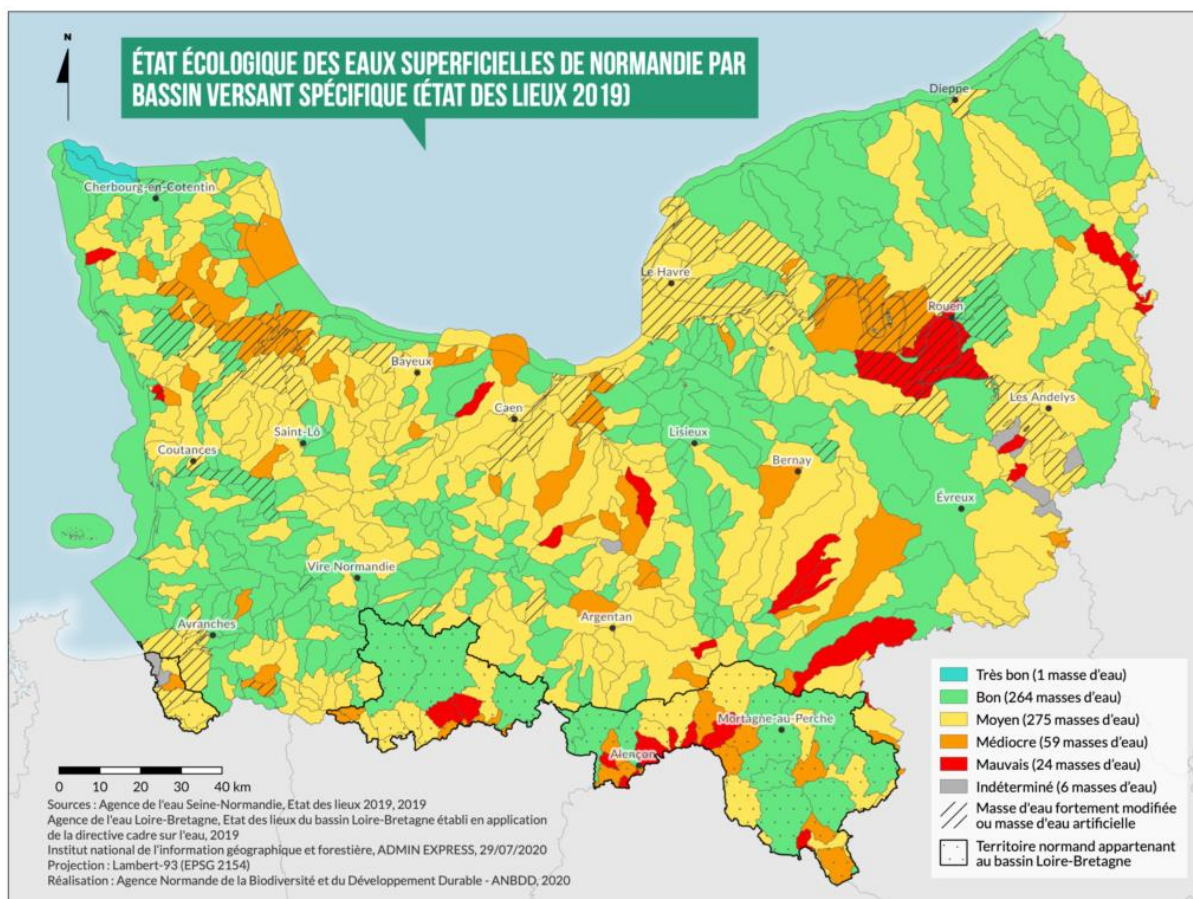 N
ÉTAT ÉCOLOGIQUE DES EAUX SUPERFICIELLES DE NORMANDIE PAR
BASSIN VERSANT SPÉCIFIQUE (ÉTAT DES LIEUX 2019)
Dieppe
Cherbourg-en-Cotentin
Le Havre
Rouen
Bayeux
Caen
Les Andelys
Saint-Lô
Lisieux
Coutances
Bernay
Évreux
Vire Normandie
Argentan
Avranches
Mortagne-au-Perche
Alençon
Très bon (1 masse d'eau)
Bon (264 masses d'eau)
Moyen (275 masses d'eau)
Médiocre (59 masses d'eau)
Mauvais (24 masses d'eau)
Indéterminé (6 masses d'eau)
Masse d'eau fortement modifiée
ou masse d'eau artificielle
Territoire normand appartenant
au bassin Loire-Bretagne
0 10 20 30 40 km
Sources : Agence de l'eau Seine-Normandie, Etat des lieux 2019, 2019
Agence de l'eau Loire-Bretagne, Etat des lieux du bassin Loire-Bretagne établi en application
de la directive cadre sur l'eau, 2019
Institut national de l'information géographique et forestière, ADMIN EXPRESS, 29/07/2020
Projection : Lambert-93 (EPSG 2154)
Réalisation : Agence Normande de la Biodiversité et du Développement Durable - ANBDD, 2020